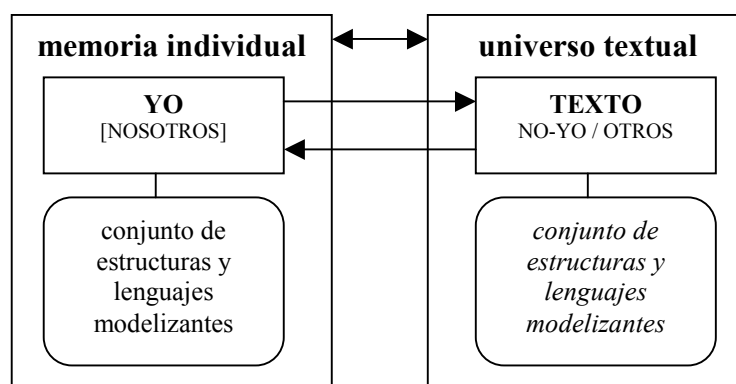 memoria individual
YO
[NOSOTROS]
conjunto de
estructuras y
lenguajes
modelizantes
universo textual
TEXTO
NO-YO / OTROS
conjunto de
estructuras y
lenguajes
modelizantes